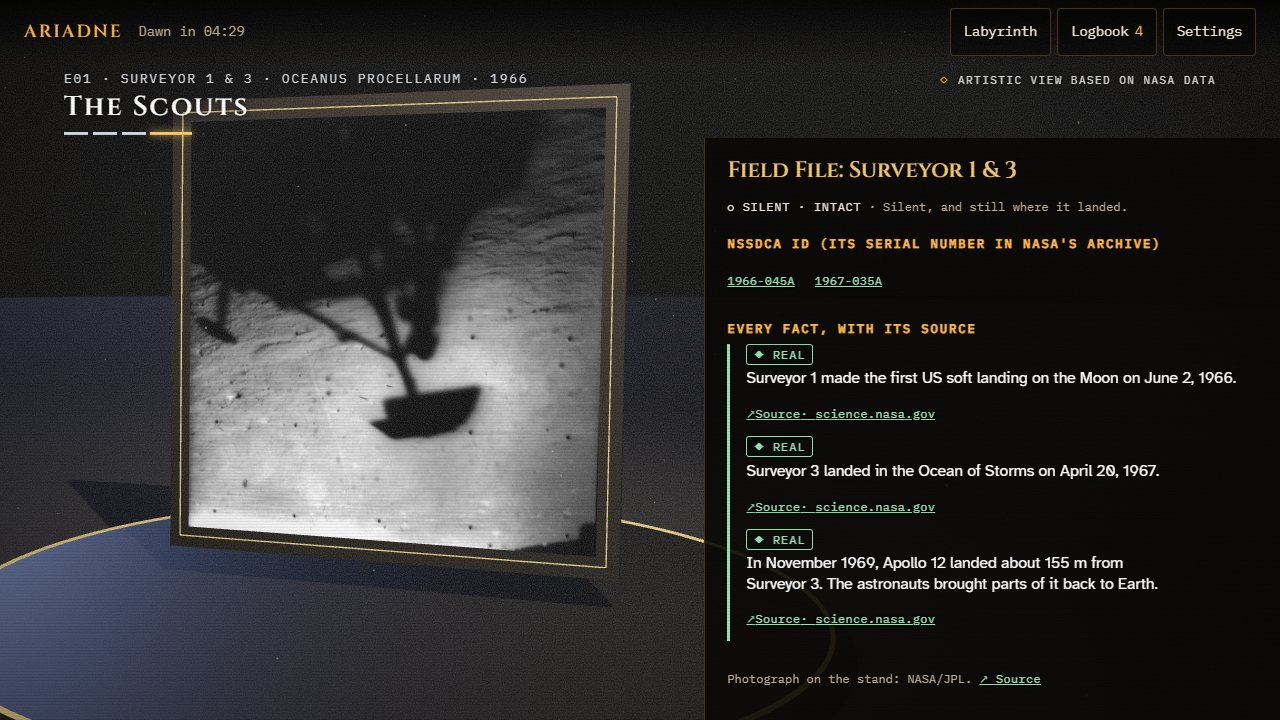 ARIADNE Dawn in 04:29
Labyrinth
Logbook 4
Settings
E01 · SURVEYOR 1 & 3 · OCEANUS PROCELLARUM · 1966
◇ ARTISTIC VIEW BASED ON NASA DATA
The Scouts
Field File: Surveyor 1 & 3
o SILENT · INTACT · Silent, and still where it landed.
NSSDCA ID (ITS SERIAL NUMBER IN NASA'S ARCHIVE)
1966-045A 1967-035A
EVERY FACT, WITH ITS SOURCE
◆ REAL
Surveyor 1 made the first US soft landing on the Moon on June 2, 1966.
↗Source· science.nasa.gov
◆ REAL
Surveyor 3 landed in the Ocean of Storms on April 20, 1967.
↗Source· science.nasa.gov
◆ REAL
In November 1969, Apollo 12 landed about 155 m from
Surveyor 3. The astronauts brought parts of it back to Earth.
↗Source· science.nasa.gov
Photograph on the stand: NASA/JPL. ↗ Source